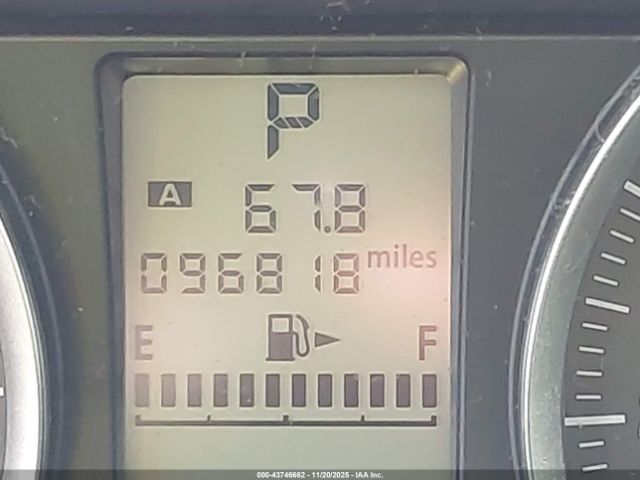 P
A 67.8
096818 miles
E F
000-43746662 - 11/20/2025 - IAA Inc.